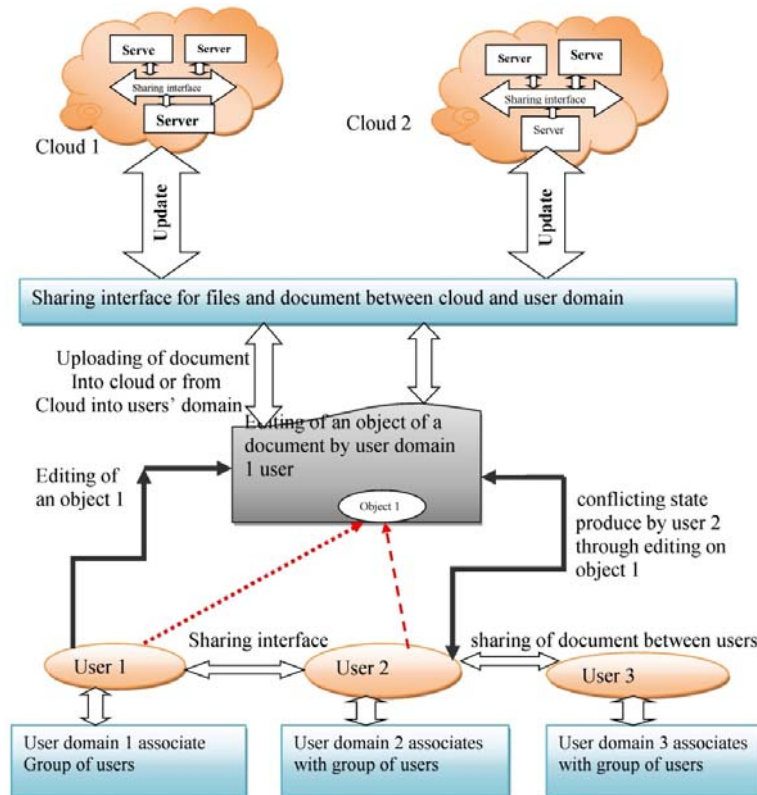 Serve
Server
Sharing interface
Server
Cloud 1
Server
Serve
Sharing interface
Server
Cloud 2
Update
Update
Sharing interface for files and document between cloud and user domain
Uploading of document
Into cloud or from
Cloud into users’ domain
Editing of an object of a
document by user domain
1 user
Object 1
Editing of
an object 1
conflicting state
produce by user 2
through editing on
object 1
Sharing interface
sharing of document between users
User 1
User 2
User 3
User domain 1 associate
Group of users
User domain 2 associates
with group of users
User domain 3 associates
with group of users